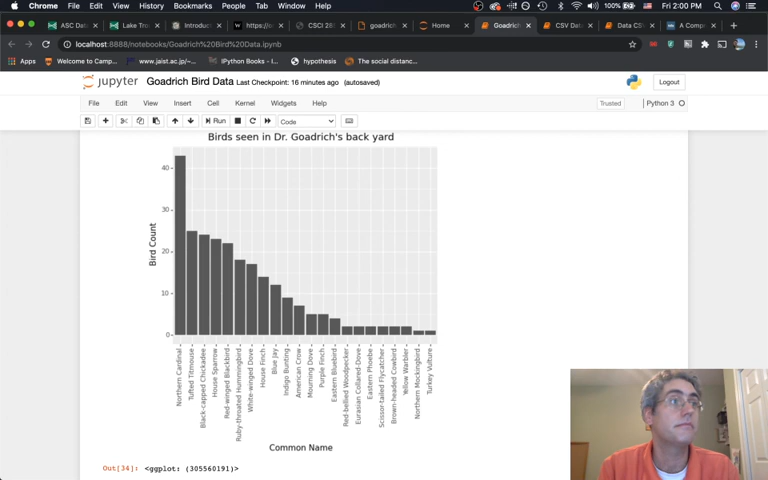 Chrome File Edit View History Bookmarks People Tab Window Help 100% Fri 2:00 PM
ASC Dat Lake Tro Introduc https:// CSCI 28 goadrich Home Goadrich CSV Dat Data CS A Comp
localhost:8888/notebooks/Goadrich%20Bird%20Data.ipynb
Apps Welcome to Camp... www.jaist.ac.jp/~... IPython Books - I... hypothesis The social distanc...
jupyter Goadrich Bird Data Last Checkpoint: 16 minutes ago (autosaved) Logout
File Edit View Insert Cell Kernel Widgets Help Trusted Python 3
Run Code
Birds seen in Dr. Goadrich's back yard
40
30
20
10
0
Bird Count
Northern Cardinal
Tufted Titmouse
Black-capped Chickadee
House Sparrow
Red-winged Blackbird
Ruby-throated Hummingbird
White-winged Dove
House Finch
Blue Jay
Indigo Bunting
American Crow
Mourning Dove
Purple Finch
Eastern Bluebird
Red-bellied Woodpecker
Eurasian Collared-Dove
Eastern Phoebe
Scissor-tailed Flycatcher
Brown-headed Cowbird
Yellow Warbler
Northern Mockingbird
Turkey Vulture
Common Name
Out[34]: <ggplot: (305560191)>